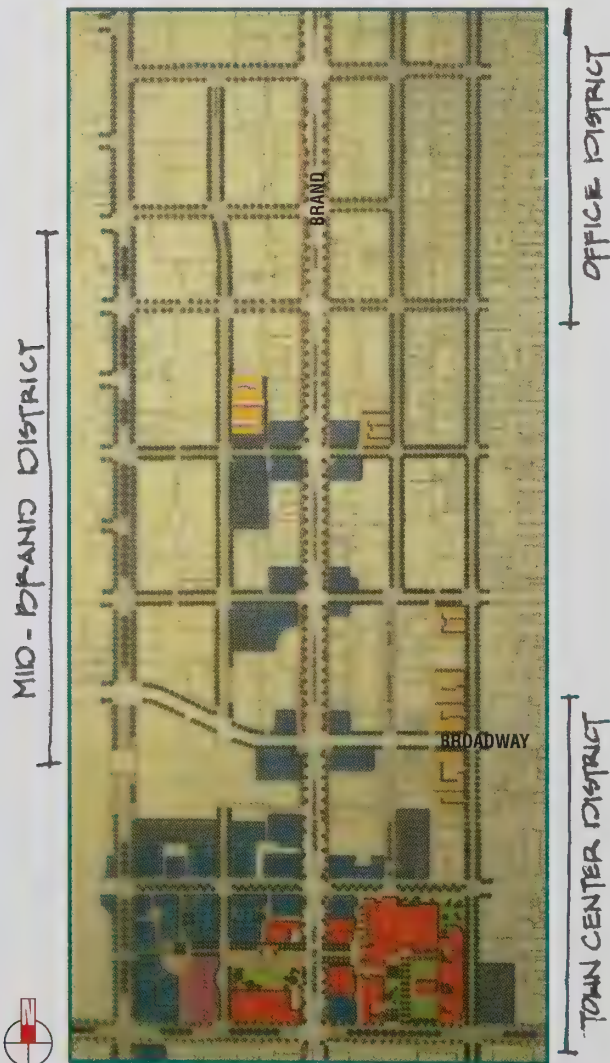 OFFICE DISTRICT
MID-BRAND DISTRICT
BRAND
BROADWAY
TOWN CENTER DISTRICT
N